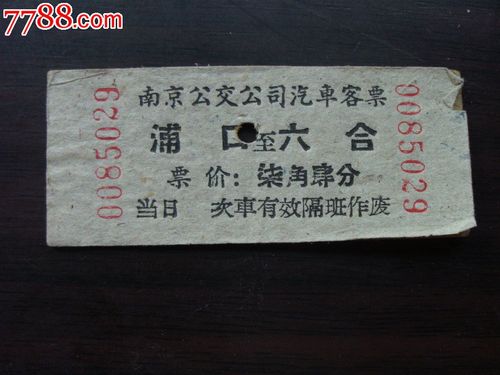 7788.com
0085029
南京公交公司汽車客票
浦口至六合
票价：柒角肆分
当日 次車有效隔班作废
0085029